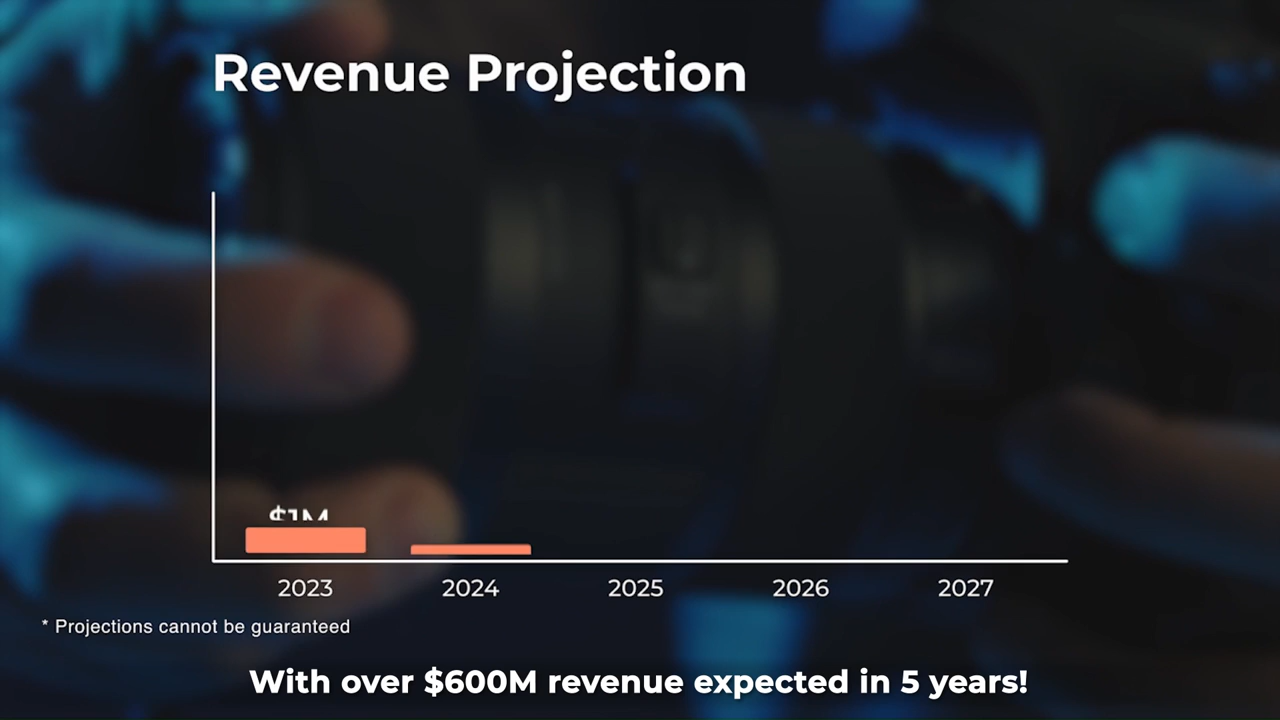 Revenue Projection
$1M
2023 2024 2025 2026 2027
* Projections cannot be guaranteed
With over $600M revenue expected in 5 years!